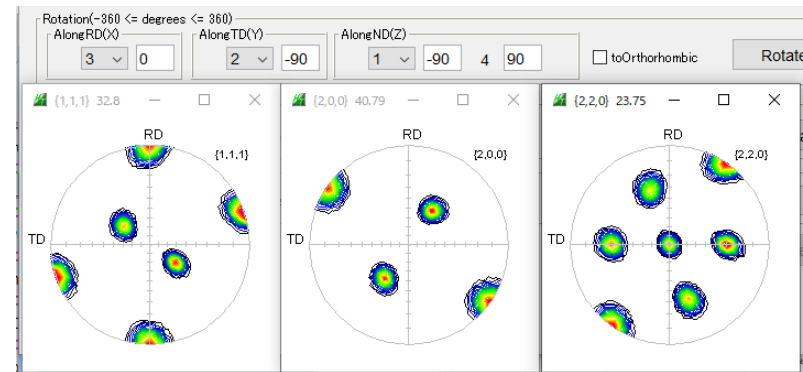 Rotation(-360 <= degrees <= 360)
AlongRD(X)
AlongTD(Y)
AlongND(Z)
3 0 2 -90 1 -90 4 90 toOrthorhombic Rotate
{1,1,1} 32.8
{2,0,0} 40.79
{2,2,0} 23.75
RD
{1,1,1}
TD
RD
{2,0,0}
TD
RD
{2,2,0}
TD